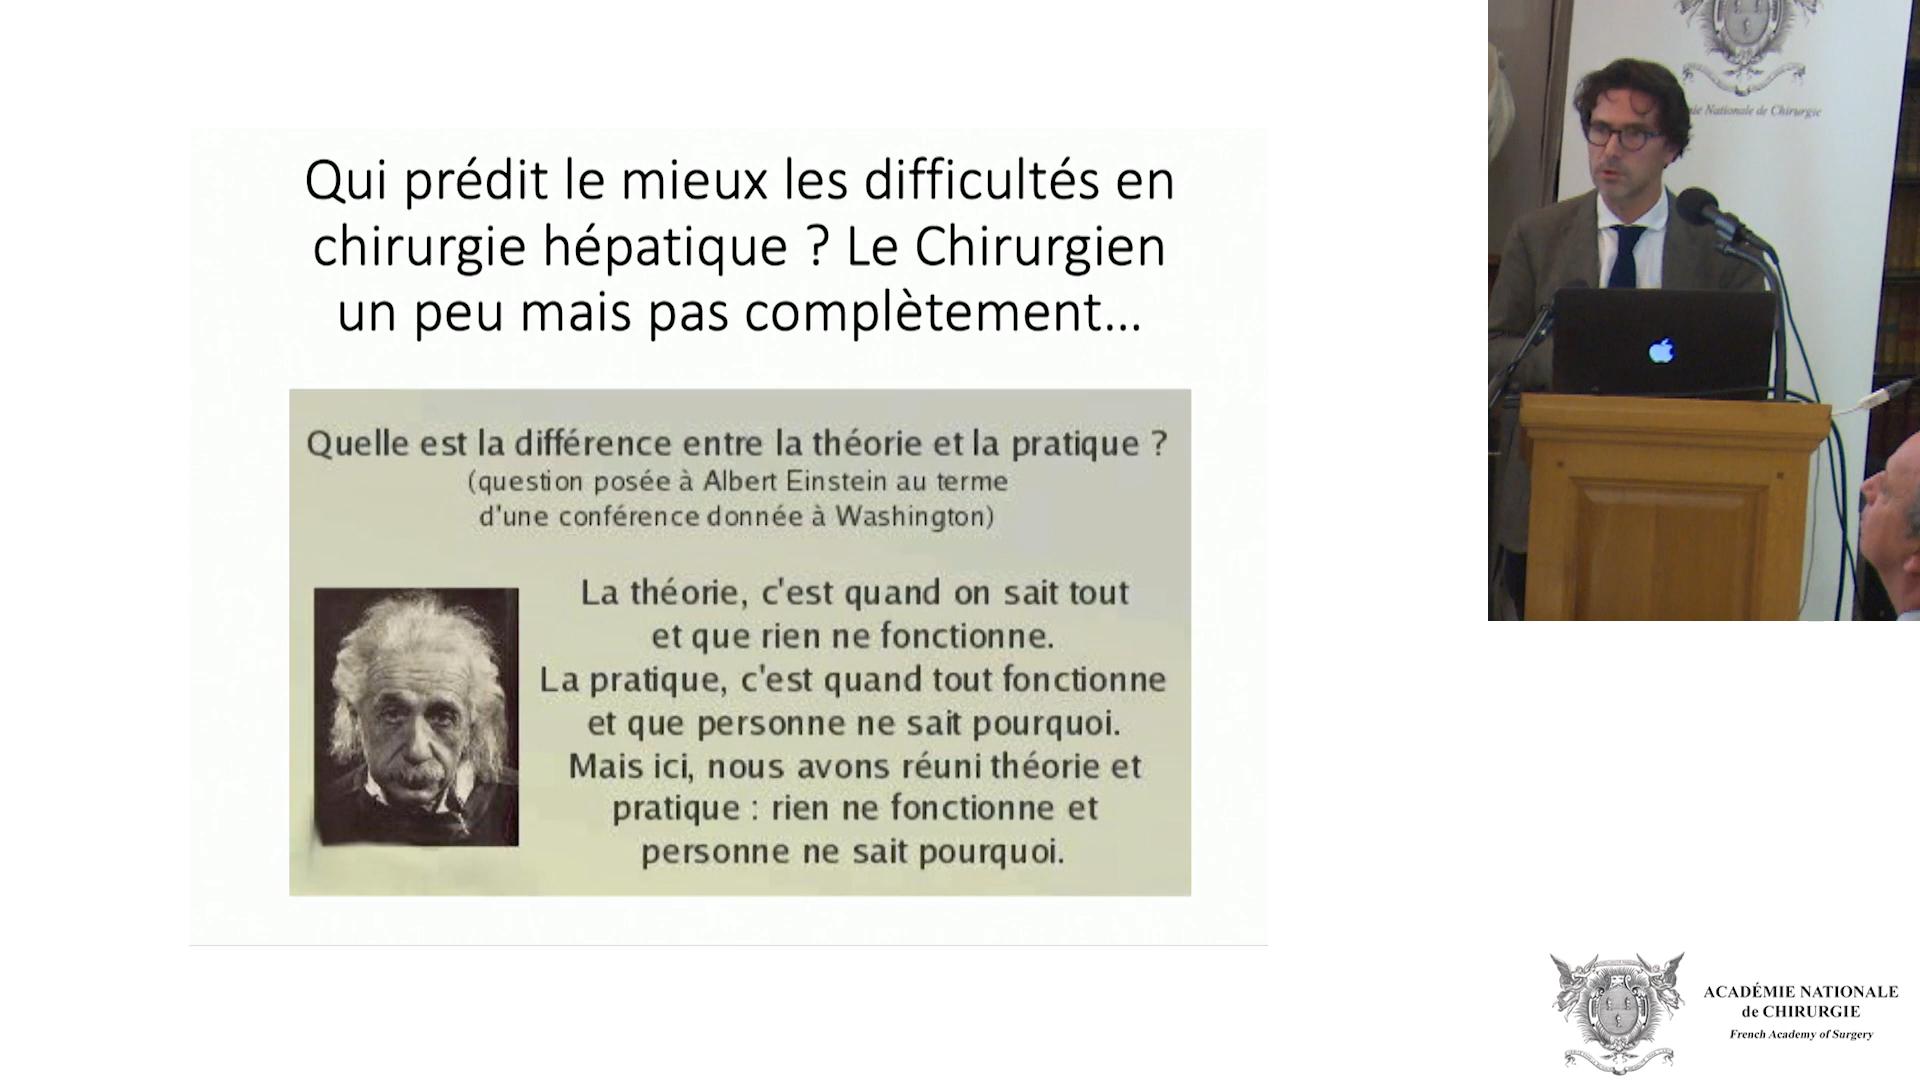 Qui prédit le mieux les difficultés en
chirurgie hépatique ? Le Chirurgien
un peu mais pas complètement...
Quelle est la différence entre la théorie et la pratique ?
(question posée à Albert Einstein au terme
d'une conférence donnée à Washington)
La théorie, c'est quand on sait tout
et que rien ne fonctionne.
La pratique, c'est quand tout fonctionne
et que personne ne sait pourquoi.
Mais ici, nous avons réuni théorie et
pratique : rien ne fonctionne et
personne ne sait pourquoi.
Nationale de Chirurgie
ACADÉMIE NATIONALE
de CHIRURGIE
French Academy of Surgery